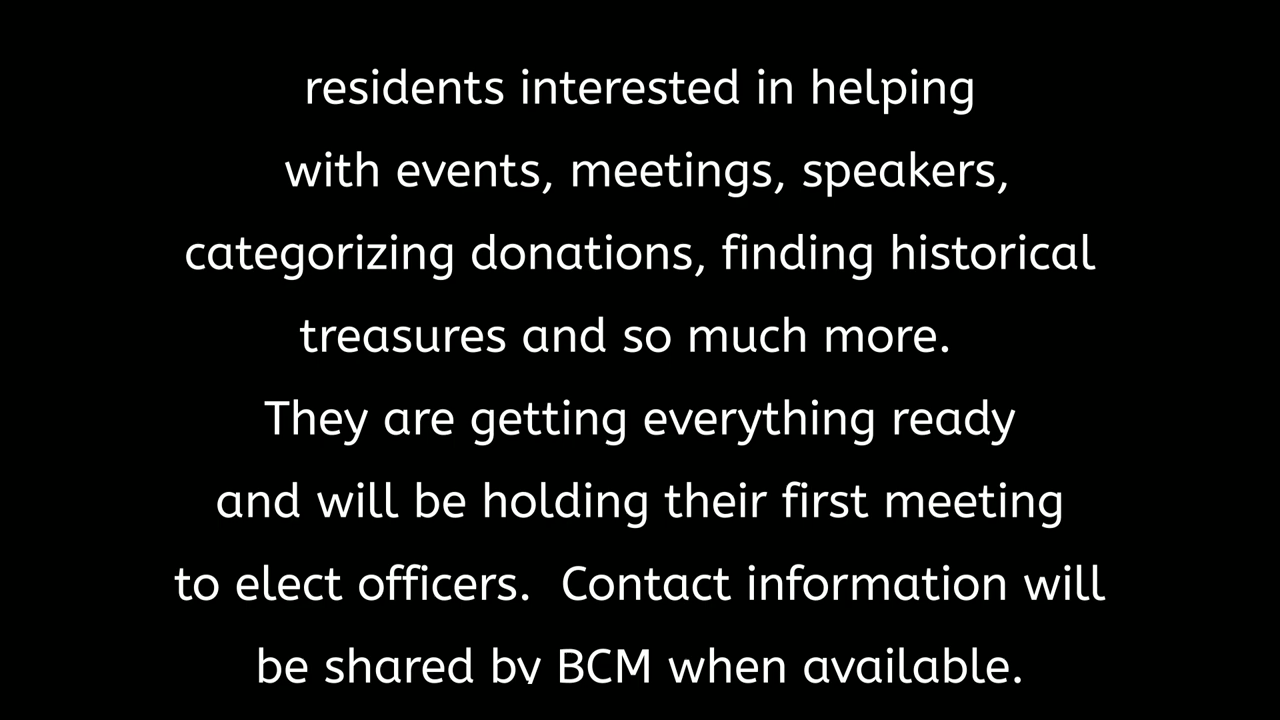 residents interested in helping
with events, meetings, speakers,
categorizing donations, finding historical
treasures and so much more.
They are getting everything ready
and will be holding their first meeting
to elect officers.  Contact information will
be shared by BCM when available.